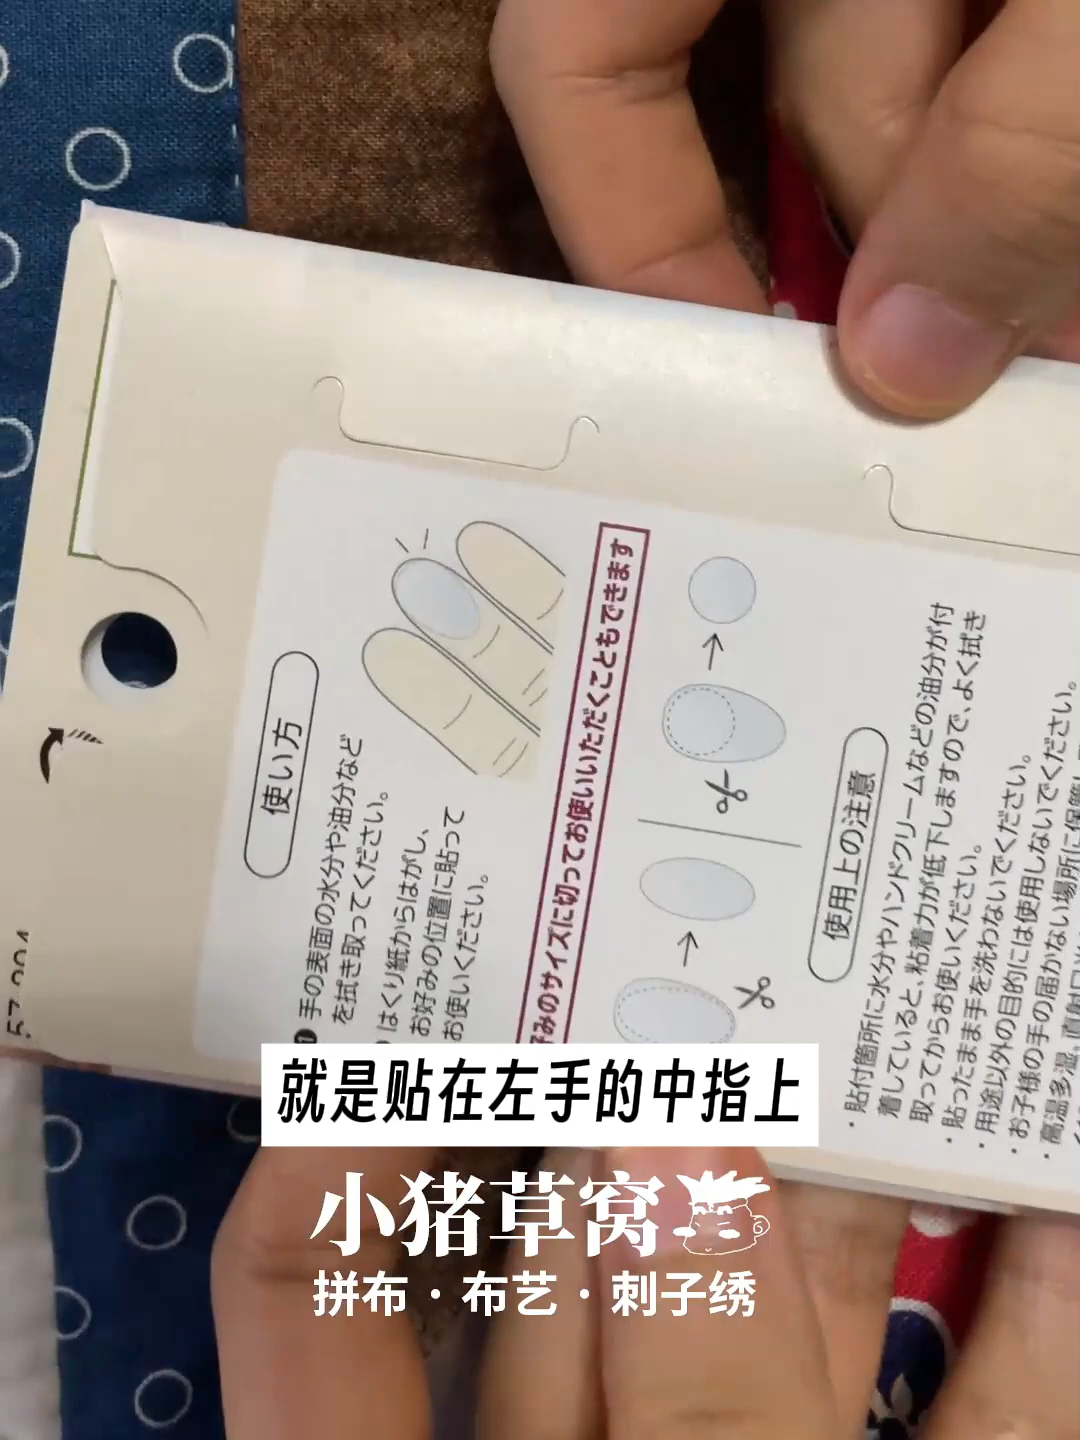 使い方
❶ 手の表面の水分や油分など
を拭き取ってください。
はくり紙からはがし、
お好みの位置に貼って
お使いください。
好みのサイズに切ってお使いいただくこともできます
使用上の注意
・貼付箇所に水分やハンドクリームなどの油分が付
着していると、粘着力が低下しますので、よく拭き
取ってからお使いください。
・貼ったまま手を洗わないでください。
・用途以外の目的には使用しないでください。
・お子様の手の届かない場所に保管し
・高温多湿、直射日光
就是贴在左手的中指上
小猪草窝
拼布·布艺·刺子绣